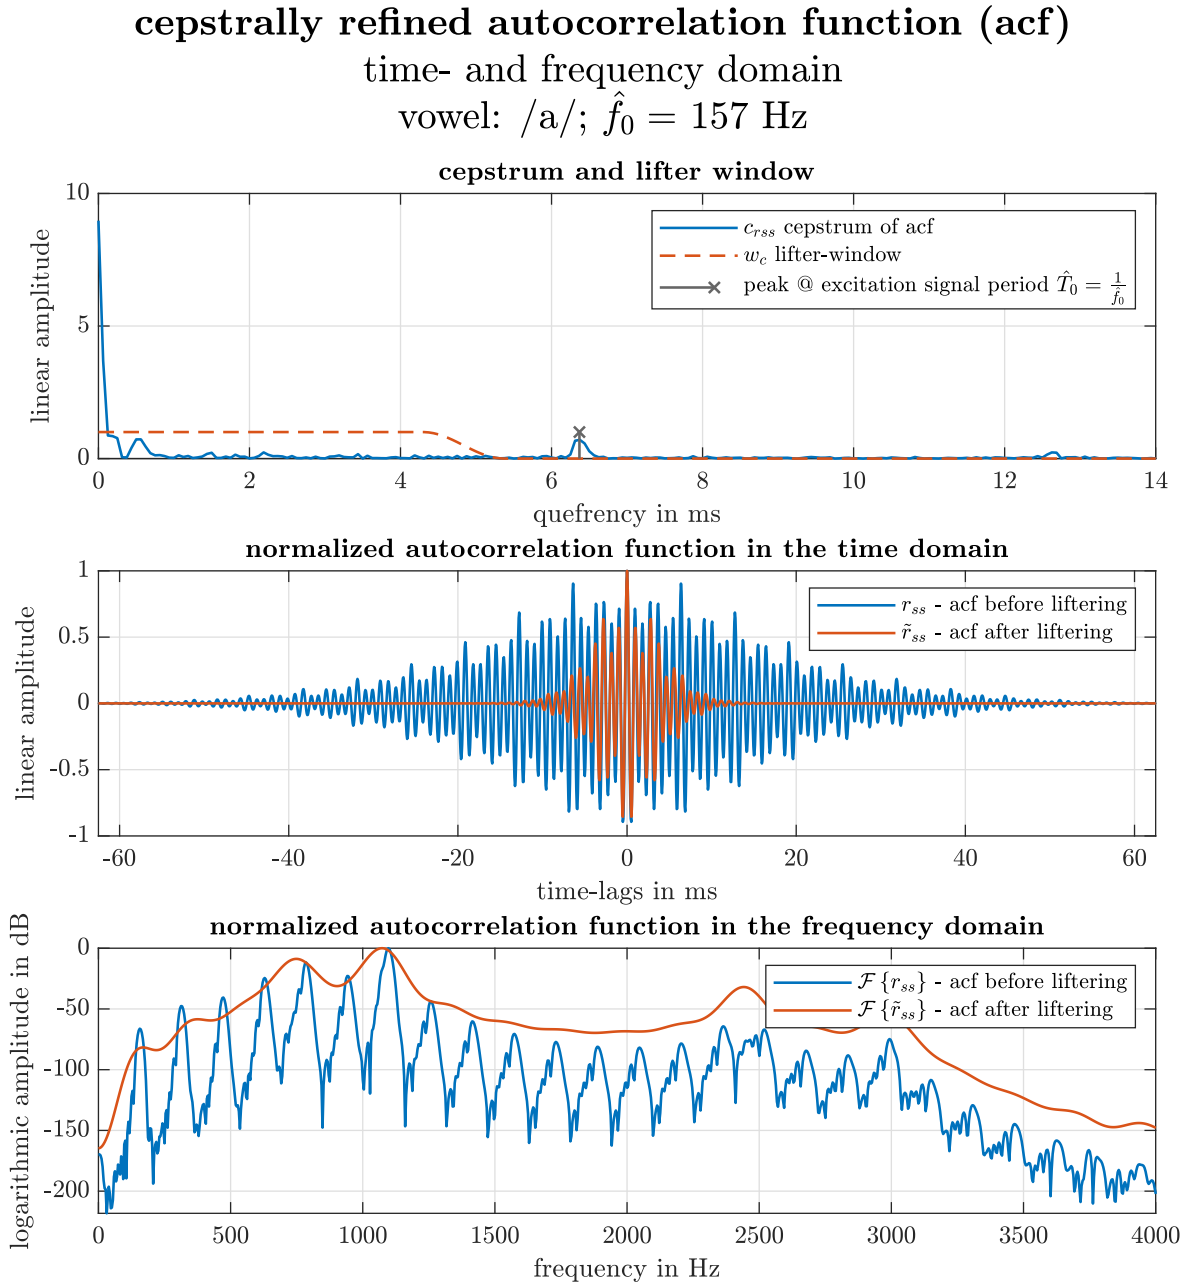 cepstrally refined autocorrelation function (acf)
time- and frequency domain
vowel: /a/; f̂₀ = 157 Hz
cepstrum and lifter window
linear amplitude
10
5
0
c_rss cepstrum of acf
w_c lifter-window
peak @ excitation signal period T̂₀ = 1/f̂₀
0 2 4 6 8 10 12 14
quefrency in ms
normalized autocorrelation function in the time domain
linear amplitude
1
0.5
0
-0.5
-1
r_ss - acf before liftering
r̃_ss - acf after liftering
-60 -40 -20 0 20 40 60
time-lags in ms
normalized autocorrelation function in the frequency domain
logarithmic amplitude in dB
0
-50
-100
-150
-200
ℱ {r_ss} - acf before liftering
ℱ {r̃_ss} - acf after liftering
0 500 1000 1500 2000 2500 3000 3500 4000
frequency in Hz